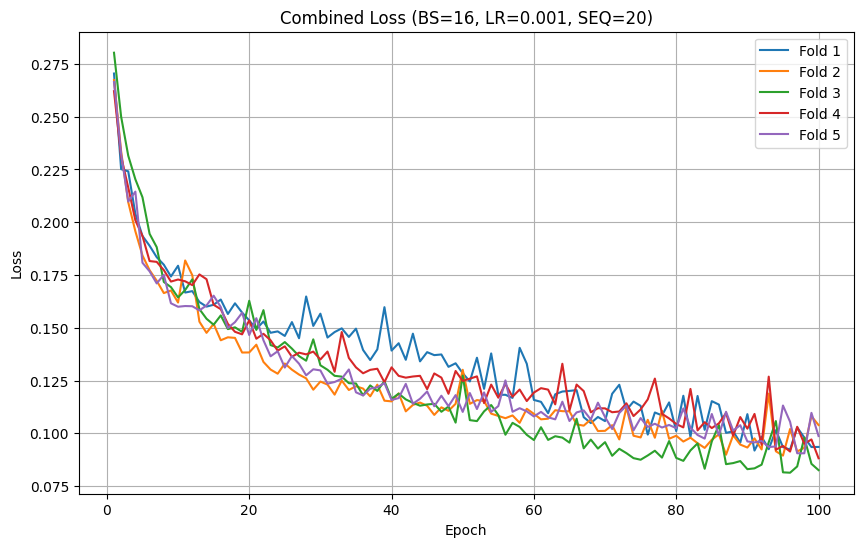 Combined Loss (BS=16, LR=0.001, SEQ=20)
Fold 1
Fold 2
Fold 3
Fold 4
Fold 5
Loss
0.275
0.250
0.225
0.200
0.175
0.150
0.125
0.100
0.075
0
20
40
60
80
100
Epoch